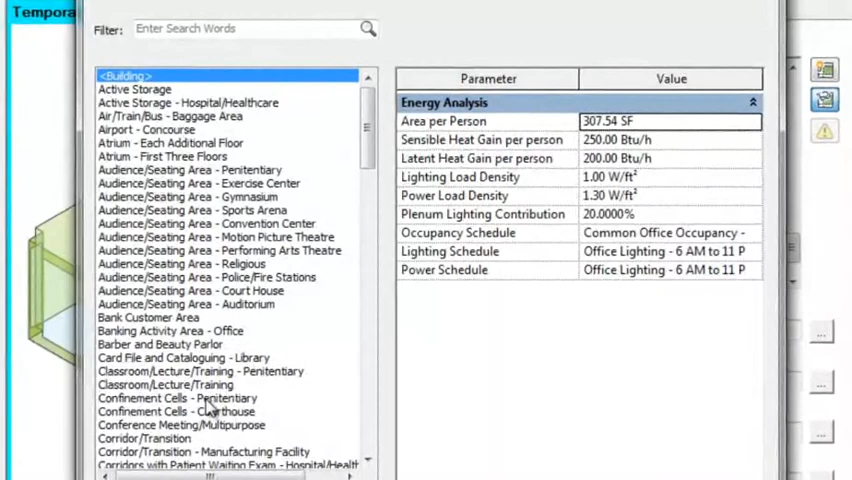 Tempora
Filter: Enter Search Words
<Building>
Active Storage
Active Storage - Hospital/Healthcare
Air/Train/Bus - Baggage Area
Airport - Concourse
Atrium - Each Additional Floor
Atrium - First Three Floors
Audience/Seating Area - Penitentiary
Audience/Seating Area - Exercise Center
Audience/Seating Area - Gymnasium
Audience/Seating Area - Sports Arena
Audience/Seating Area - Convention Center
Audience/Seating Area - Motion Picture Theatre
Audience/Seating Area - Performing Arts Theatre
Audience/Seating Area - Religious
Audience/Seating Area - Police/Fire Stations
Audience/Seating Area - Court House
Audience/Seating Area - Auditorium
Bank Customer Area
Banking Activity Area - Office
Barber and Beauty Parlor
Card File and Cataloguing - Library
Classroom/Lecture/Training - Penitentiary
Classroom/Lecture/Training
Confinement Cells - Penitentiary
Confinement Cells - Courthouse
Conference Meeting/Multipurpose
Corridor/Transition
Corridor/Transition - Manufacturing Facility
Corridors with Patient Waiting Exam - Hospital/Healt
Parameter Value
Energy Analysis
Area per Person 307.54 SF
Sensible Heat Gain per person 250.00 Btu/h
Latent Heat Gain per person 200.00 Btu/h
Lighting Load Density 1.00 W/ft²
Power Load Density 1.30 W/ft²
Plenum Lighting Contribution 20.0000%
Occupancy Schedule Common Office Occupancy -
Lighting Schedule Office Lighting - 6 AM to 11 P
Power Schedule Office Lighting - 6 AM to 11 P
...
...
...
...